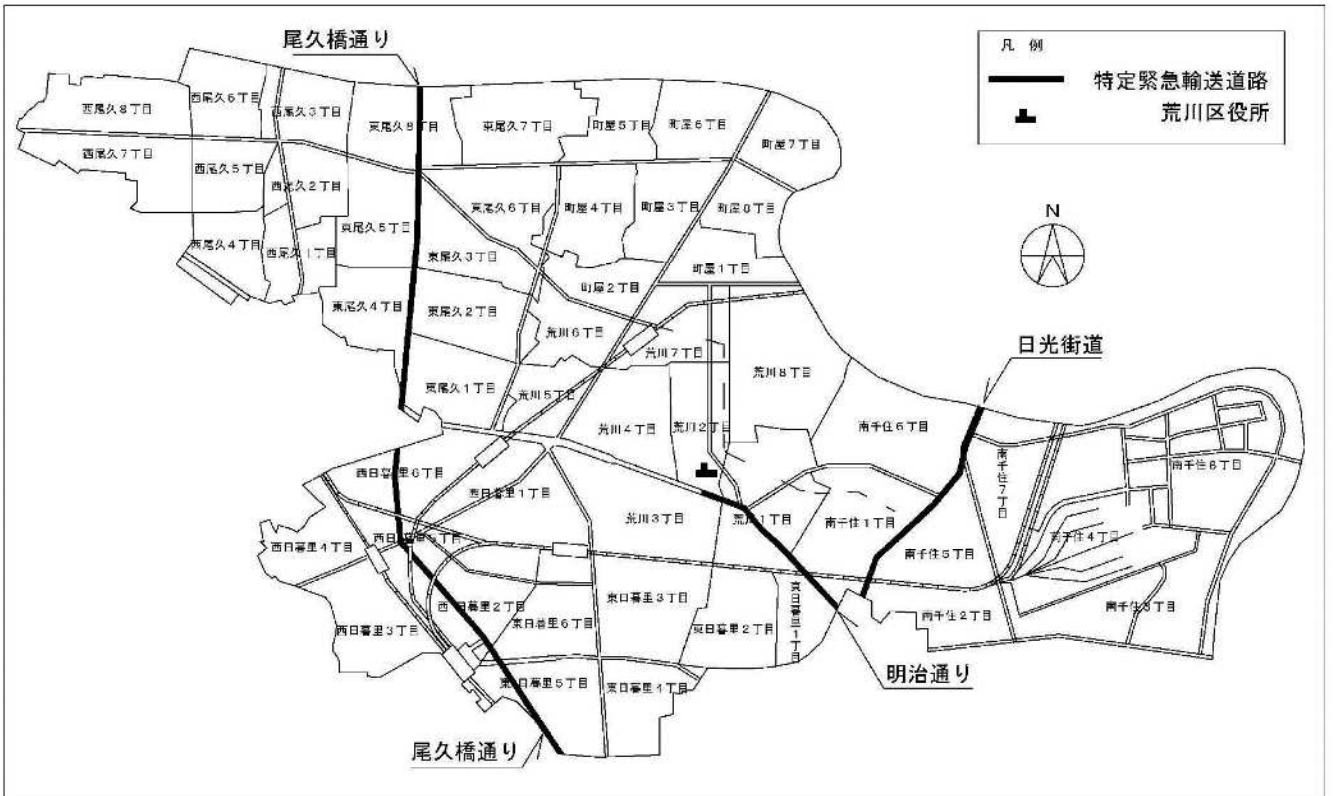 尾久橋通り
凡 例
特定緊急輸送道路
荒川区役所
西尾久8丁目
西尾久6丁目
西尾久3丁目
東尾久8丁目
東尾久7丁目
町屋5丁目
町屋6丁目
町屋7丁目
西尾久7丁目
西尾久5丁目
西尾久2丁目
東尾久6丁目
町屋4丁目
町屋3丁目
町屋8丁目
N
西尾久4丁目
西尾久1丁目
東尾久5丁目
東尾久3丁目
町屋2丁目
町屋1丁目
東尾久4丁目
東尾久2丁目
荒川6丁目
荒川7丁目
荒川8丁目
日光街道
東尾久1丁目
荒川5丁目
荒川4丁目
荒川2丁目
南千住6丁目
南千住7丁目
南千住8丁目
西日暮里6丁目
西日暮里1丁目
荒川3丁目
荒川1丁目
南千住1丁目
西日暮里4丁目
西日暮里5丁目
南千住5丁目
南千住4丁目
西日暮里3丁目
西日暮里2丁目
東日暮里6丁目
東日暮里3丁目
東日暮里2丁目
東日暮里1丁目
南千住2丁目
南千住3丁目
東日暮里5丁目
東日暮里4丁目
明治通り
尾久橋通り